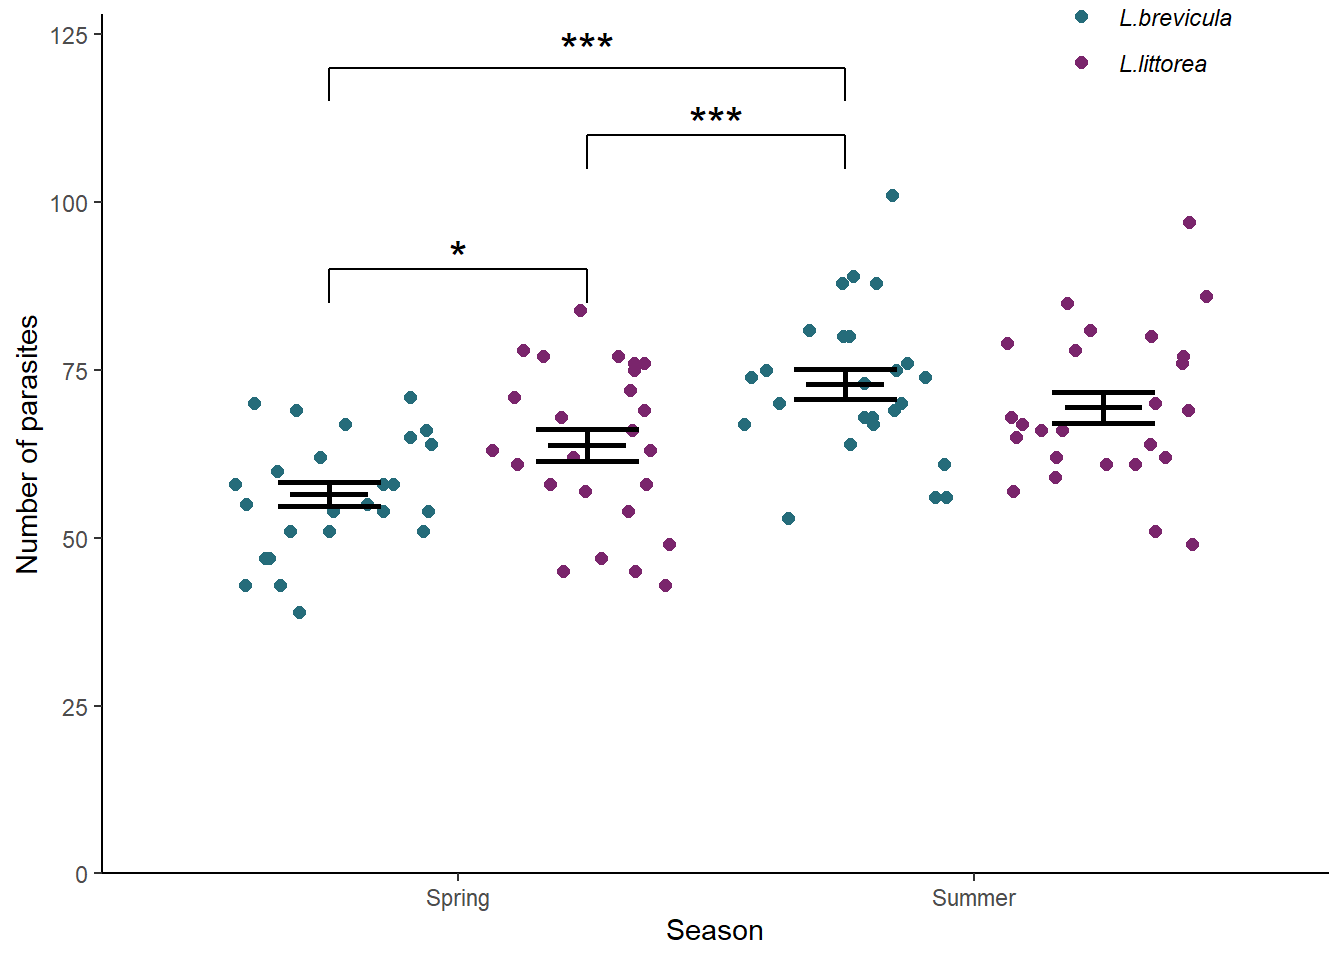 L.brevicula
L.littorea
***
***
*
125
100
75
50
25
0
Number of parasites
Spring
Summer
Season